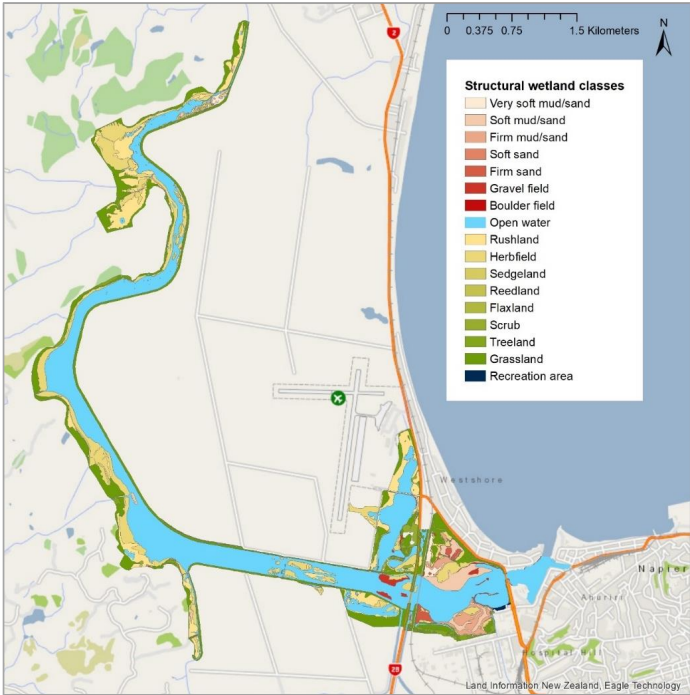 N
0 0.375 0.75 1.5 Kilometers
2
Structural wetland classes
Very soft mud/sand
Soft mud/sand
Firm mud/sand
Soft sand
Firm sand
Gravel field
Boulder field
Open water
Rushland
Herbfield
Sedgeland
Reedland
Flaxland
Scrub
Treeland
Grassland
Recreation area
Westshore
Napier
Ahuriri
Hospital Hill
Land Information New Zealand, Eagle Technology